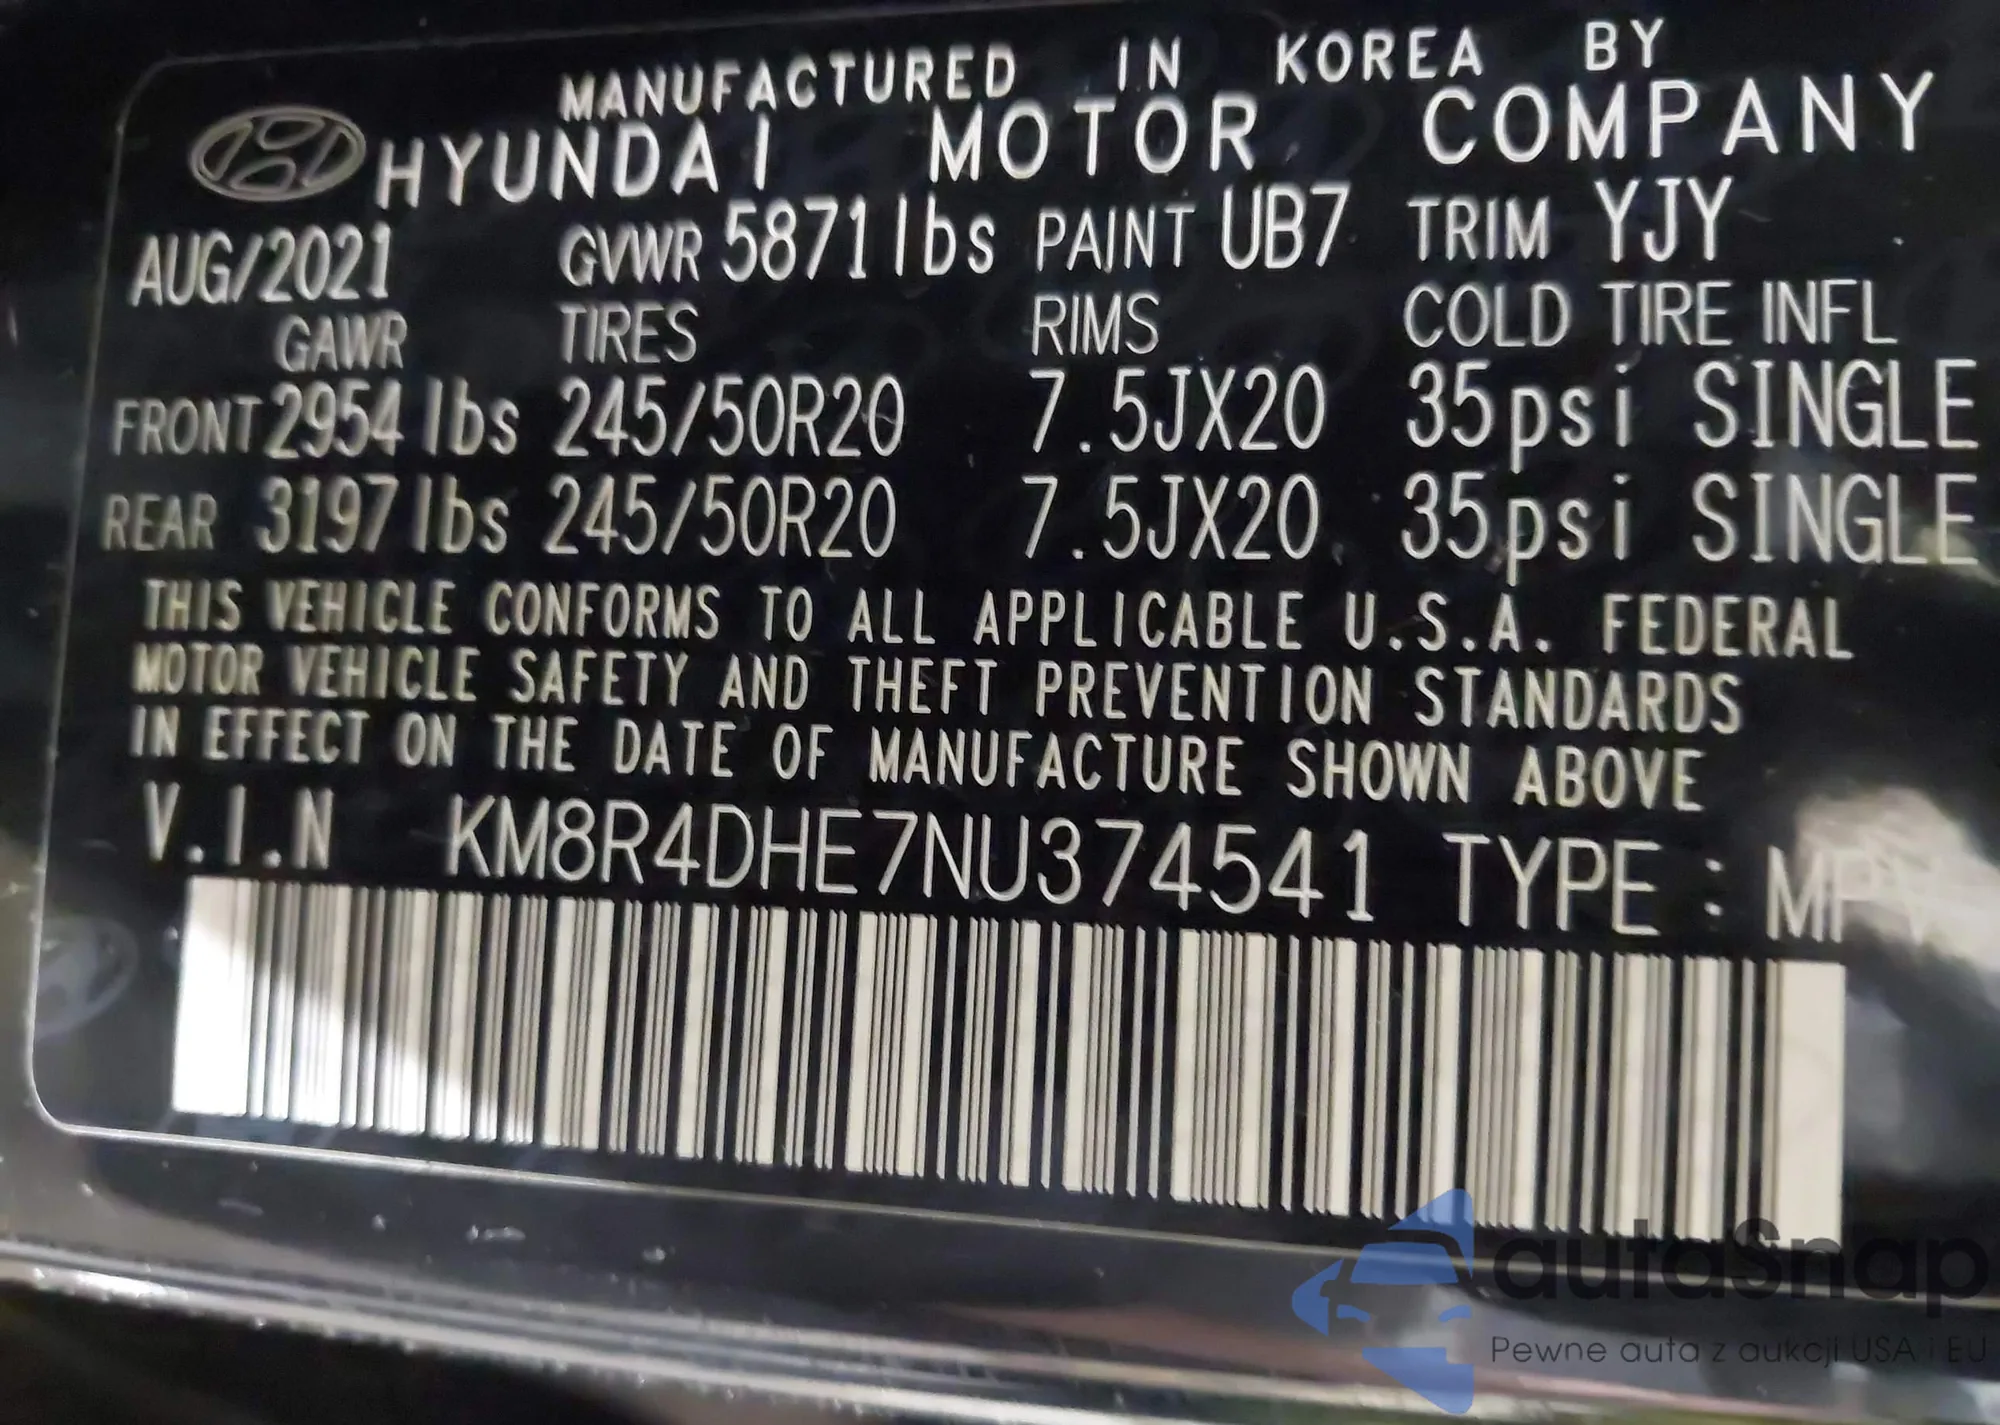 MANUFACTURED IN KOREA BY
HYUNDAI MOTOR COMPANY
AUG/2021 GVWR 5871lbs PAINT UB7 TRIM YJY
GAWR TIRES RIMS COLD TIRE INFL
FRONT 2954 lbs 245/50R20 7.5JX20 35psi SINGLE
REAR 3197 lbs 245/50R20 7.5JX20 35psi SINGLE
THIS VEHICLE CONFORMS TO ALL APPLICABLE U.S.A. FEDERAL
MOTOR VEHICLE SAFETY AND THEFT PREVENTION STANDARDS
IN EFFECT ON THE DATE OF MANUFACTURE SHOWN ABOVE
V.I.N KM8R4DHE7NU374541 TYPE : MPV
autaSnap
Pewne auta z aukcji USA i EU